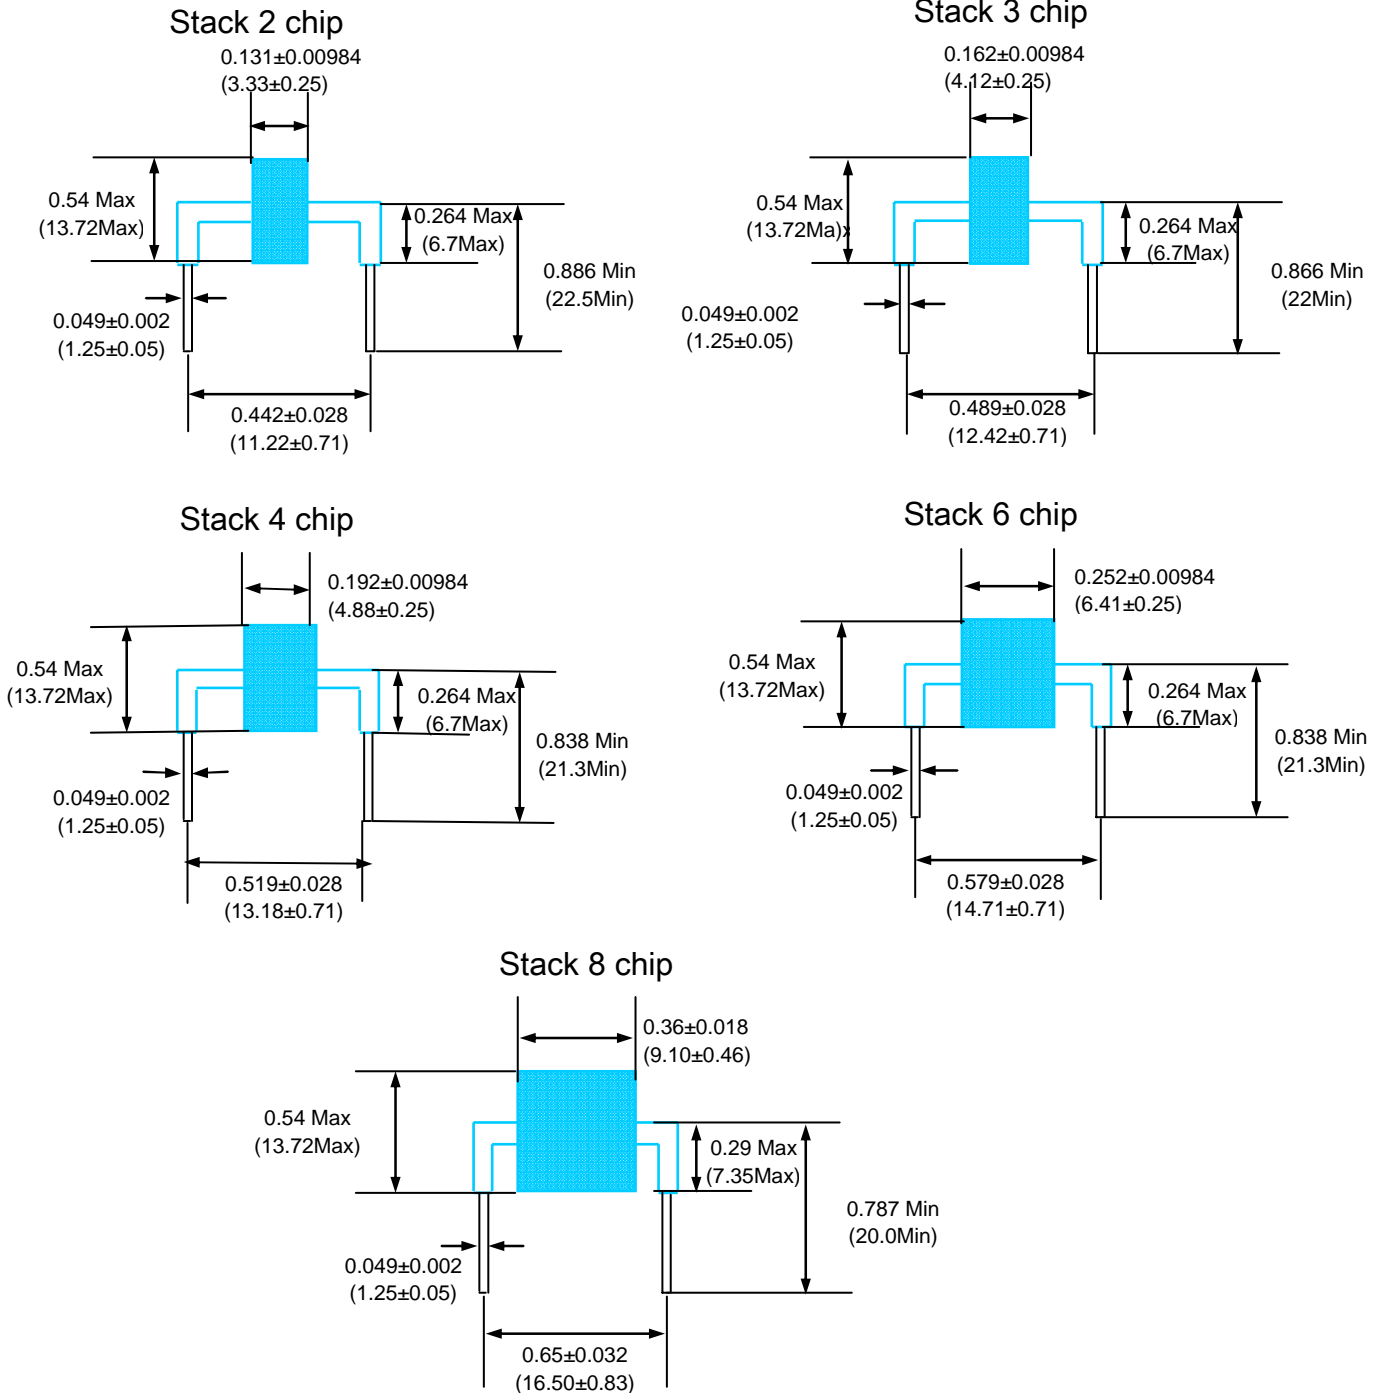 Stack 2 chip
0.131±0.00984
(3.33±0.25)
0.54 Max
(13.72Max)
0.264 Max
(6.7Max)
0.886 Min
(22.5Min)
0.049±0.002
(1.25±0.05)
0.442±0.028
(11.22±0.71)
Stack 3 chip
0.162±0.00984
(4.12±0.25)
0.54 Max
(13.72Max
0.264 Max
(6.7Max)
0.866 Min
(22Min)
0.049±0.002
(1.25±0.05)
0.489±0.028
(12.42±0.71)
Stack 4 chip
0.192±0.00984
(4.88±0.25)
0.54 Max
(13.72Max)
0.264 Max
(6.7Max)
0.838 Min
(21.3Min)
0.049±0.002
(1.25±0.05)
0.519±0.028
(13.18±0.71)
Stack 6 chip
0.252±0.00984
(6.41±0.25)
0.54 Max
(13.72Max)
0.264 Max
(6.7Max)
0.838 Min
(21.3Min)
0.049±0.002
(1.25±0.05)
0.579±0.028
(14.71±0.71)
Stack 8 chip
0.36±0.018
(9.10±0.46)
0.54 Max
(13.72Max)
0.29 Max
(7.35Max)
0.787 Min
(20.0Min)
0.049±0.002
(1.25±0.05)
0.65±0.032
(16.50±0.83)